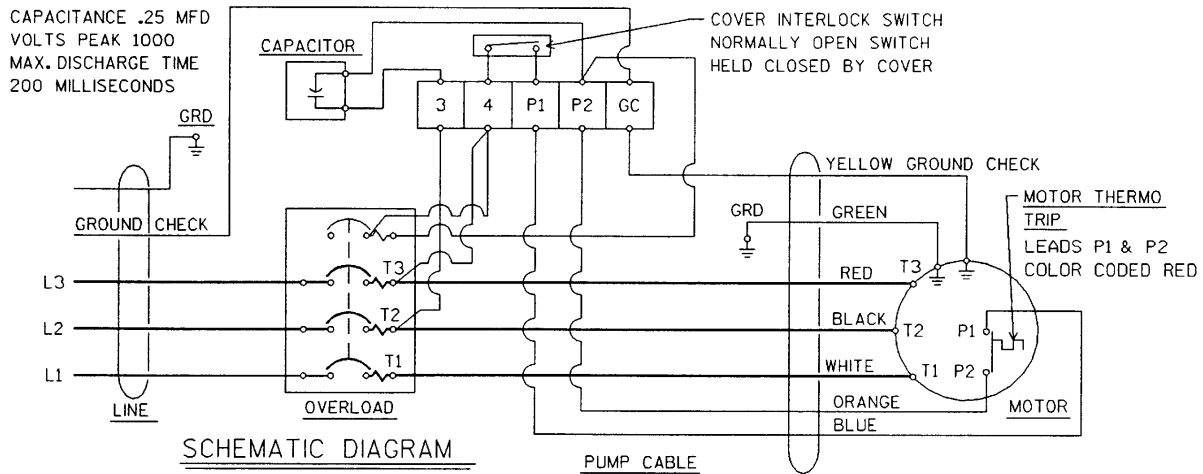 CAPACITANCE .25 MFD
VOLTS PEAK 1000
MAX. DISCHARGE TIME
200 MILLISECONDS
CAPACITOR
COVER INTERLOCK SWITCH
NORMALLY OPEN SWITCH
HELD CLOSED BY COVER
3 4 P1 P2 GC
GRD
GROUND CHECK
YELLOW GROUND CHECK
GRD
GREEN
MOTOR THERMO
TRIP
LEADS P1 & P2
COLOR CODED RED
L3
T3
RED
T3
L2
T2
BLACK
T2
P1
L1
T1
WHITE
T1
P2
LINE
OVERLOAD
ORANGE
MOTOR
BLUE
SCHEMATIC DIAGRAM
PUMP CABLE